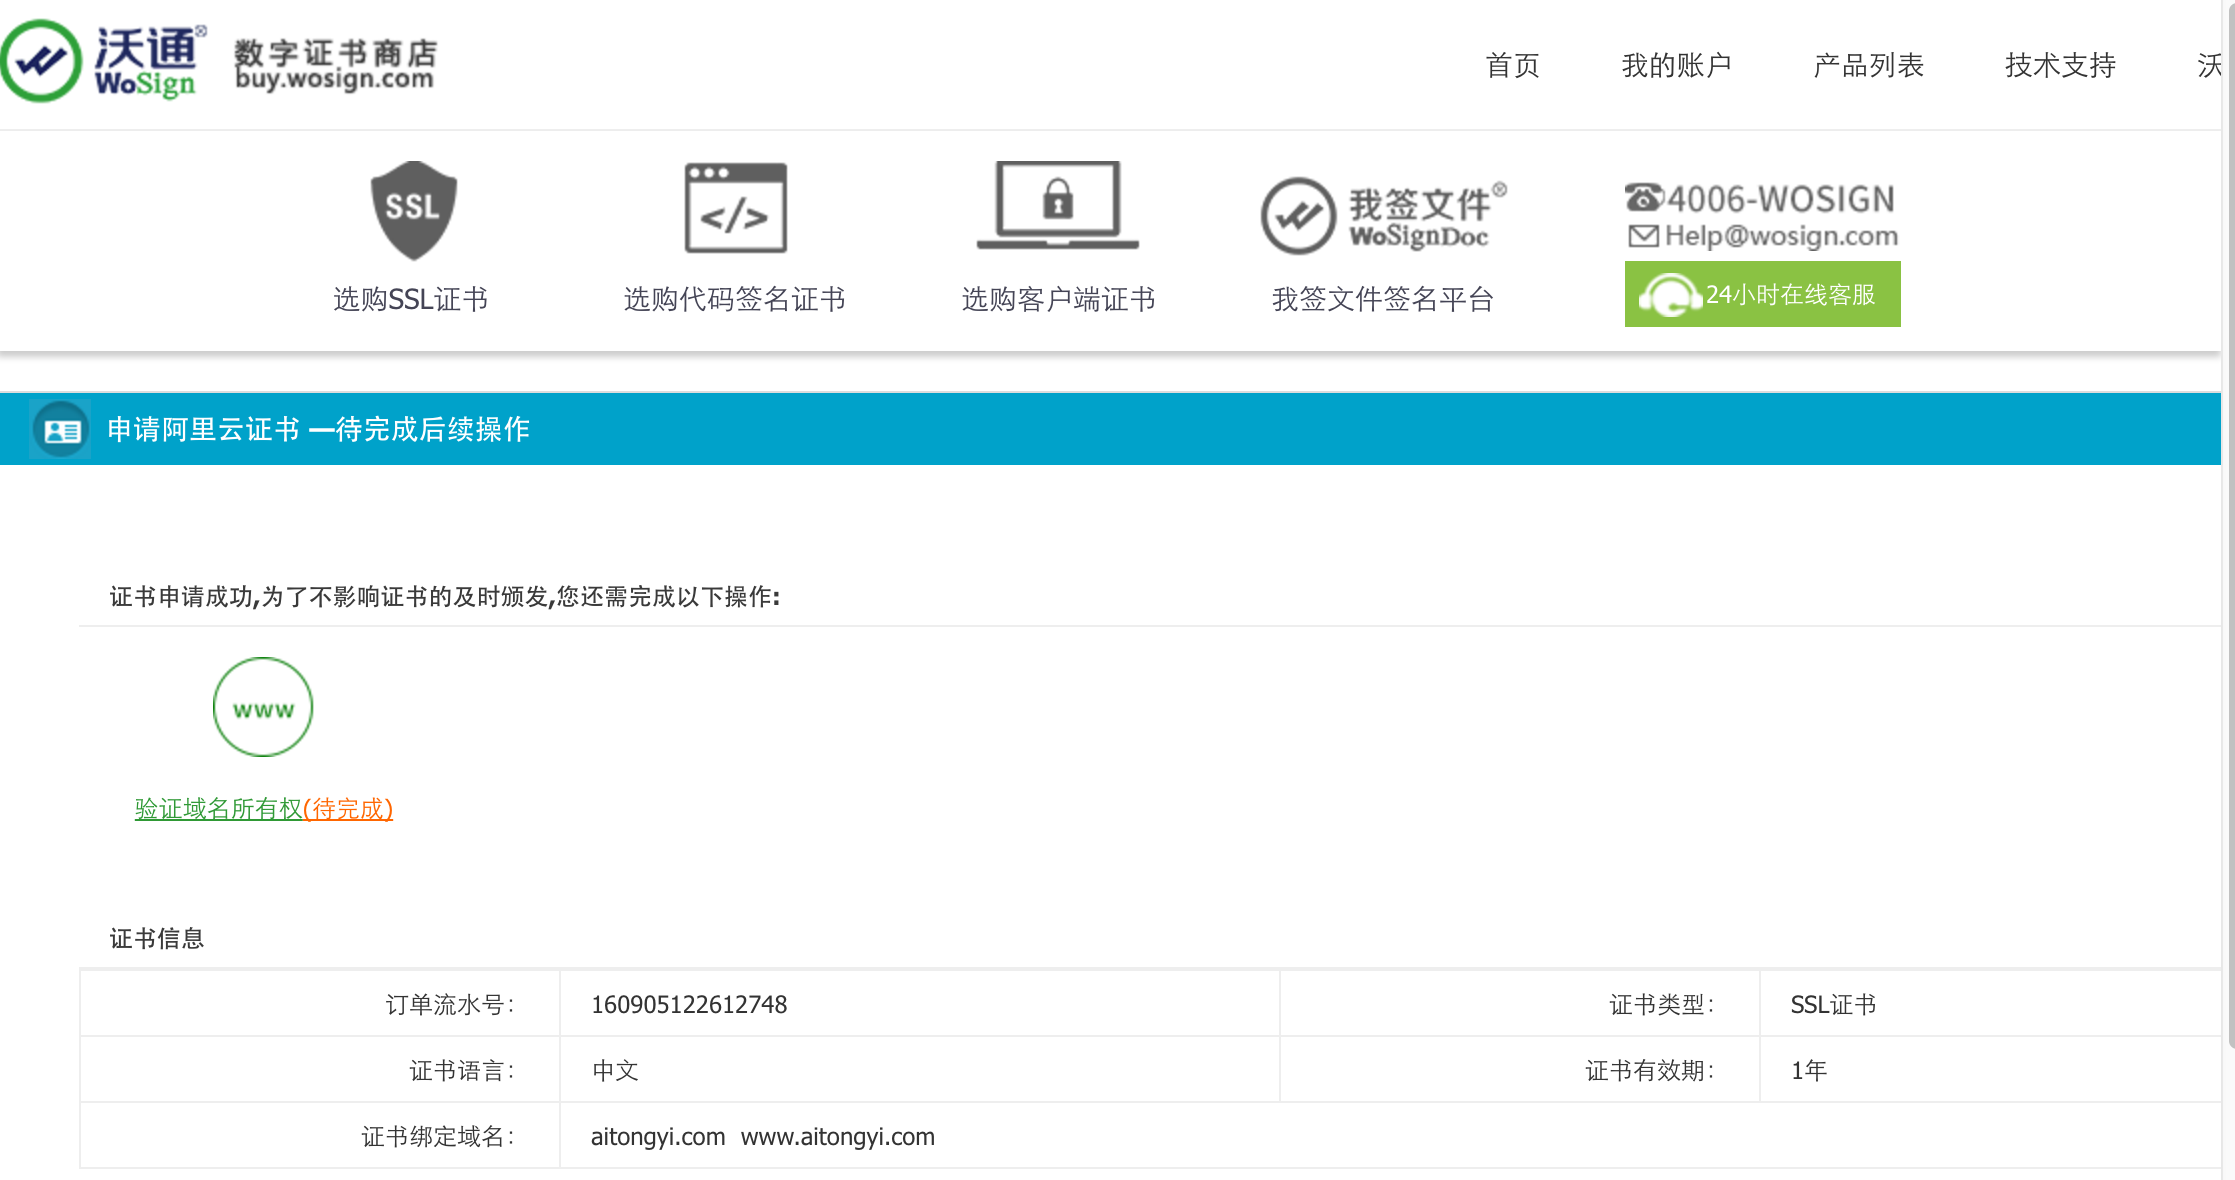 沃通®
WoSign
数字证书商店
buy.wosign.com
首页 我的账户 产品列表 技术支持 沃
SSL
</>
我签文件®
WoSignDoc
4006-WOSIGN
Help@wosign.com
选购SSL证书 选购代码签名证书 选购客户端证书 我签文件签名平台
24小时在线客服
申请阿里云证书 —待完成后续操作
证书申请成功,为了不影响证书的及时颁发,您还需完成以下操作:
www
验证域名所有权(待完成)
证书信息
订单流水号: 160905122612748 证书类型: SSL证书
证书语言: 中文 证书有效期: 1年
证书绑定域名: aitongyi.com www.aitongyi.com